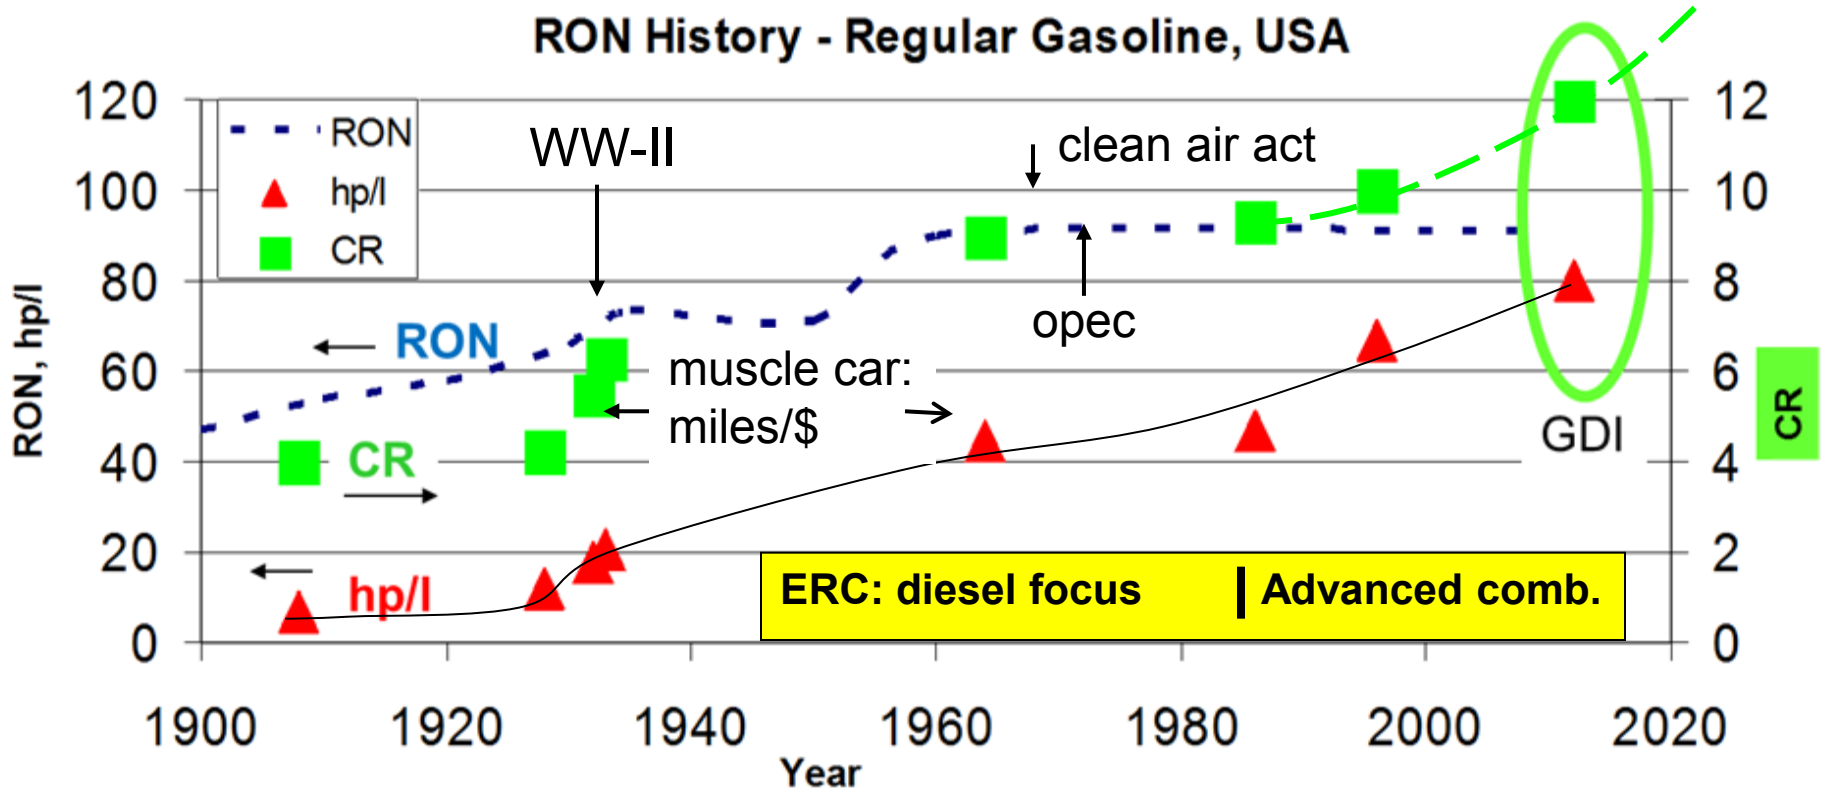 RON History - Regular Gasoline, USA
120
100
80
60
40
20
0
RON, hp/l
RON
hp/l
CR
WW-II
clean air act
opec
RON
CR
hp/l
muscle car:
miles/$
GDI
ERC: diesel focus | Advanced comb.
12
10
8
6
4
2
0
CR
1900 1920 1940 1960 1980 2000 2020
Year